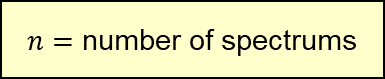 n = number of spectrums